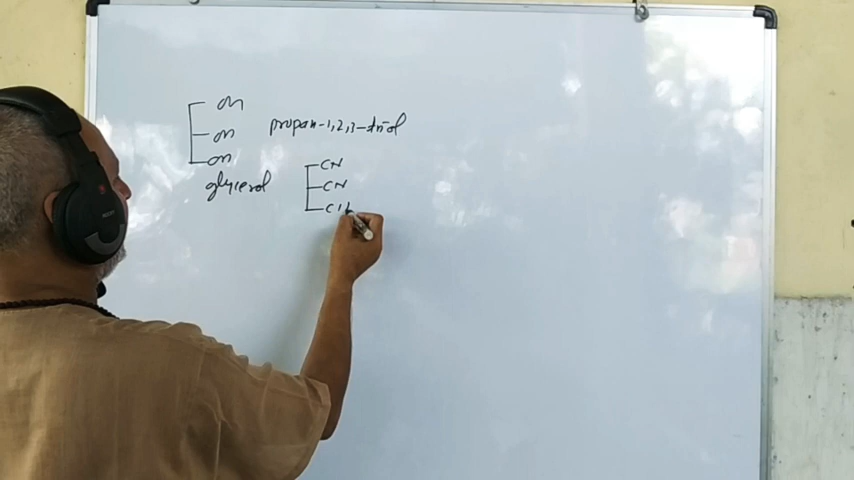 OH
OH propan-1,2,3-triol
OH
glycerol
CN
CN
CN